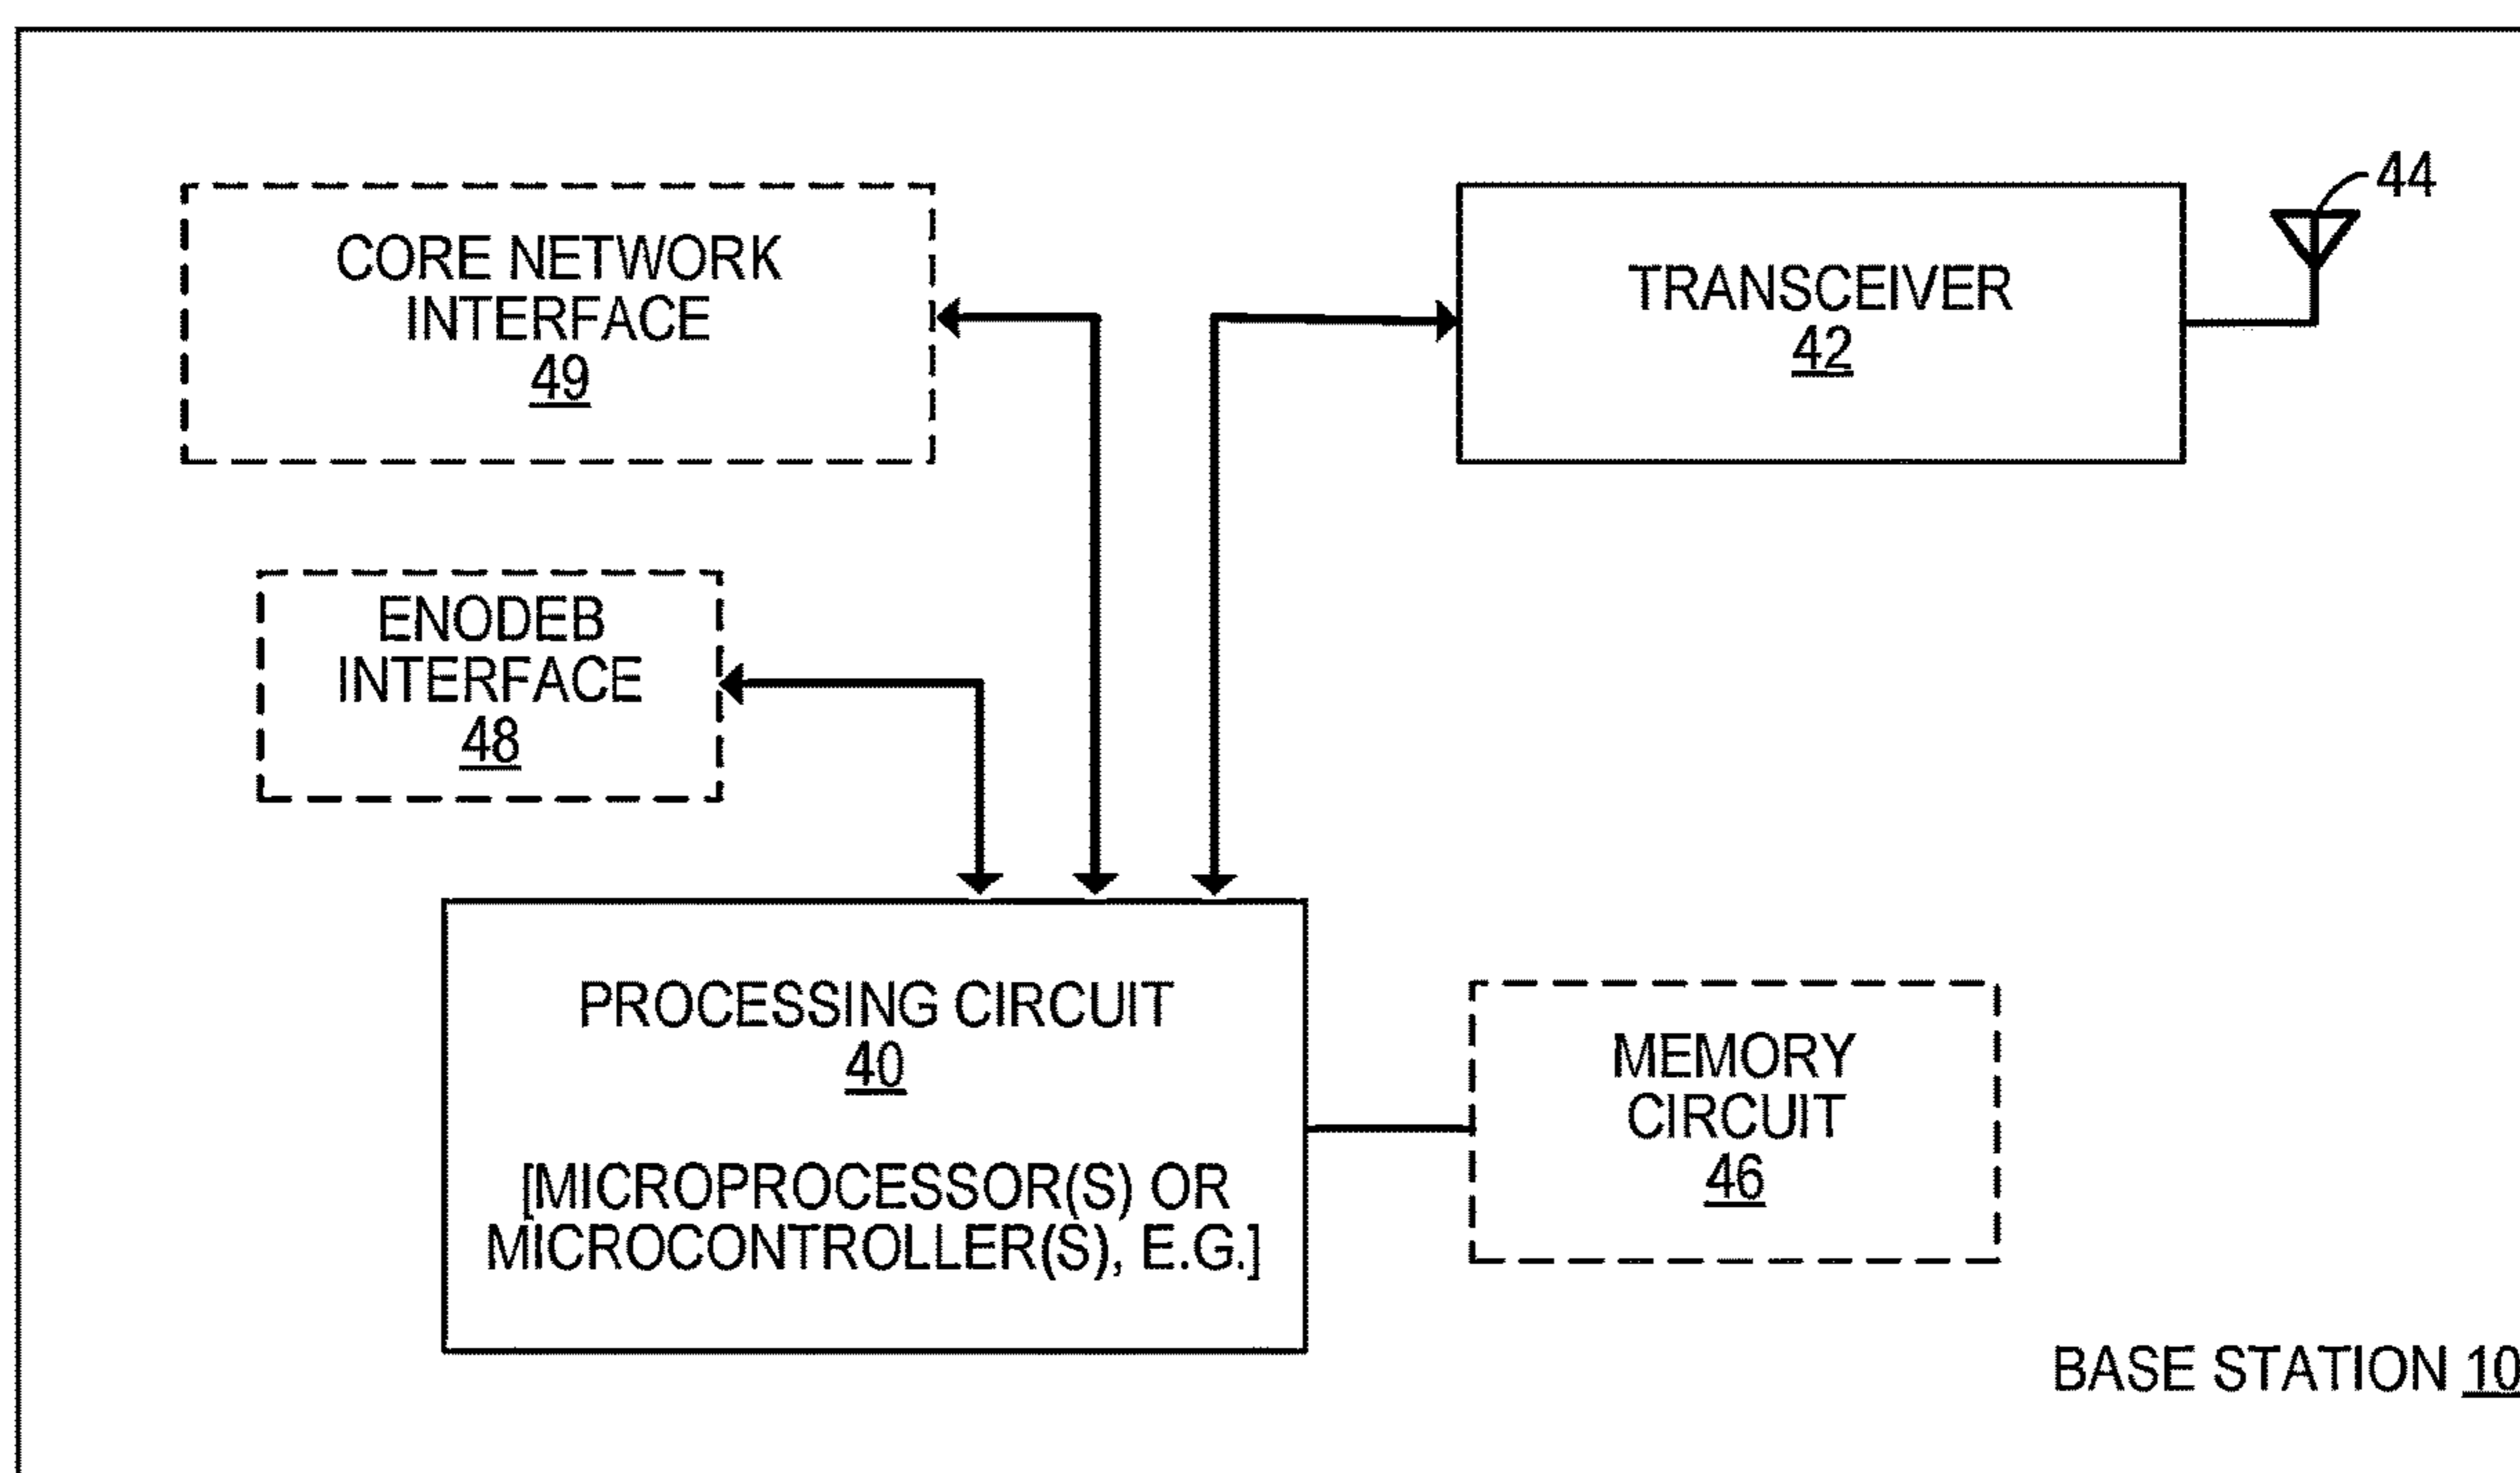 CORE NETWORK
INTERFACE
49
TRANSCEIVER
42
44
ENODEB
INTERFACE
48
PROCESSING CIRCUIT
40
[MICROPROCESSOR(S) OR
MICROCONTROLLER(S), E.G.]
MEMORY
CIRCUIT
46
BASE STATION 10